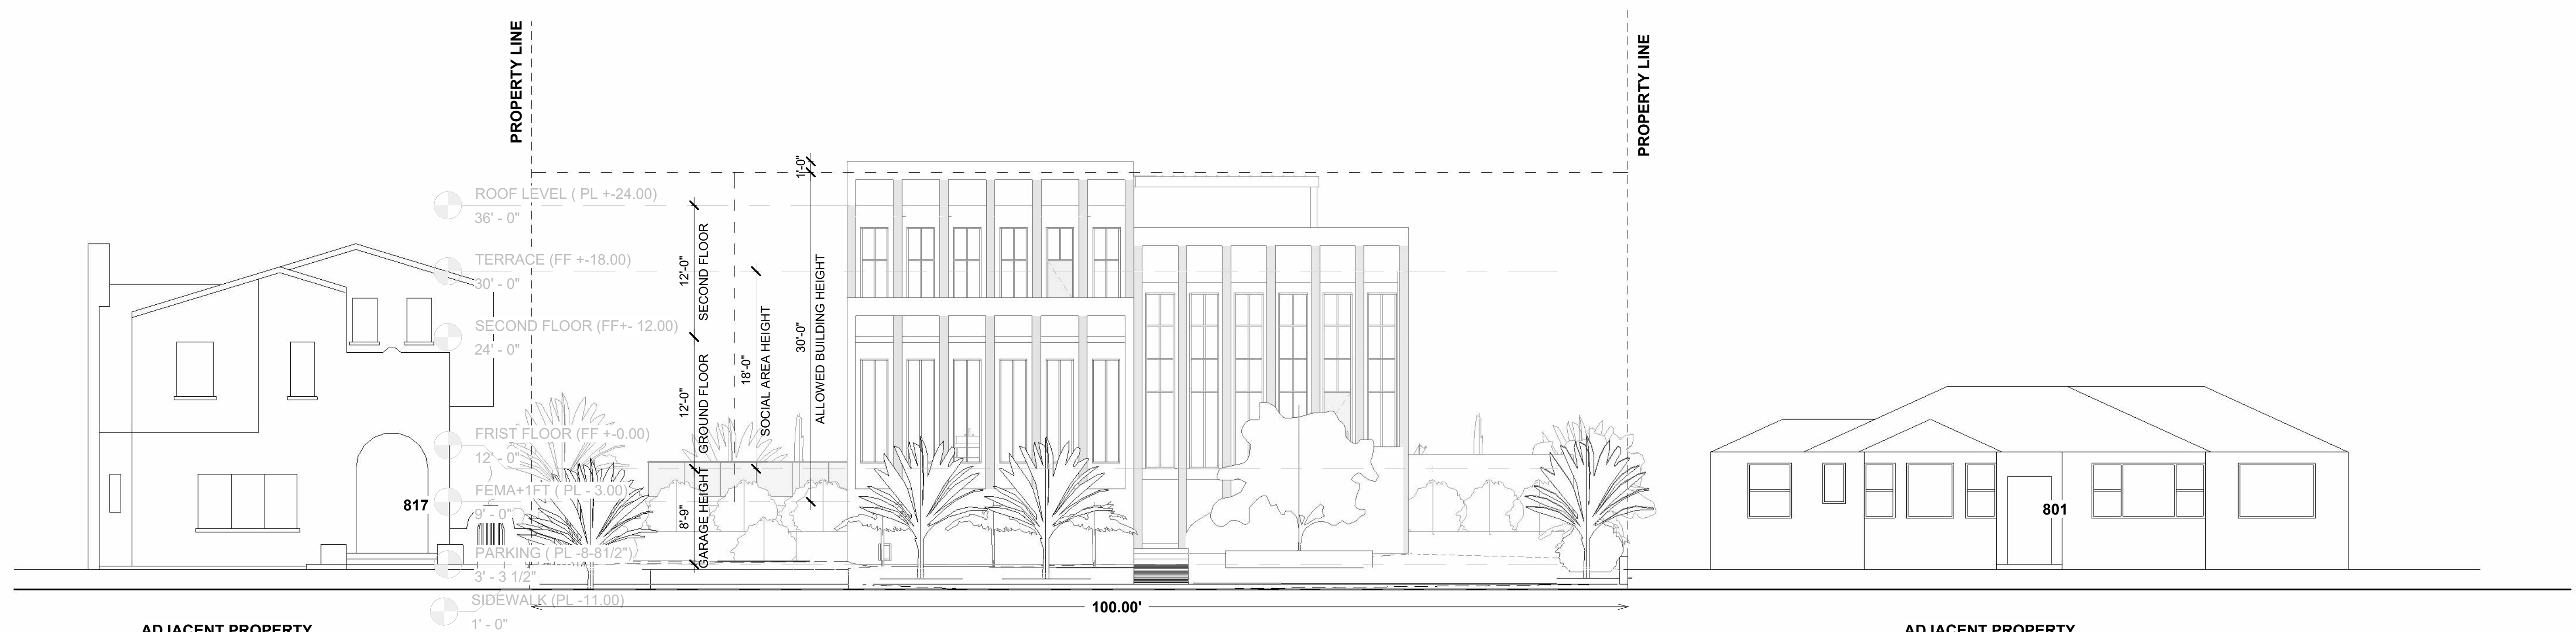 PROPERTY LINE
PROPERTY LINE
1'-0"
ROOF LEVEL ( PL +-24.00)
36' - 0"
TERRACE (FF +-18.00)
30' - 0"
SECOND FLOOR (FF+- 12.00)
24' - 0"
FRIST FLOOR (FF +-0.00)
12' - 0"
FEMA+1FT ( PL - 3.00)
9' - 0"
PARKING ( PL -8-81/2")
3' - 3 1/2"
SIDEWALK (PL -11.00)
1' - 0"
12'-0"
SECOND FLOOR
12'-0"
GROUND FLOOR
8'-9"
GARAGE HEIGHT
18'-0"
SOCIAL AREA HEIGHT
30'-0"
ALLOWED BUILDING HEIGHT
817
801
100.00'
ADJACENT PROPERTY
ADJACENT PROPERTY